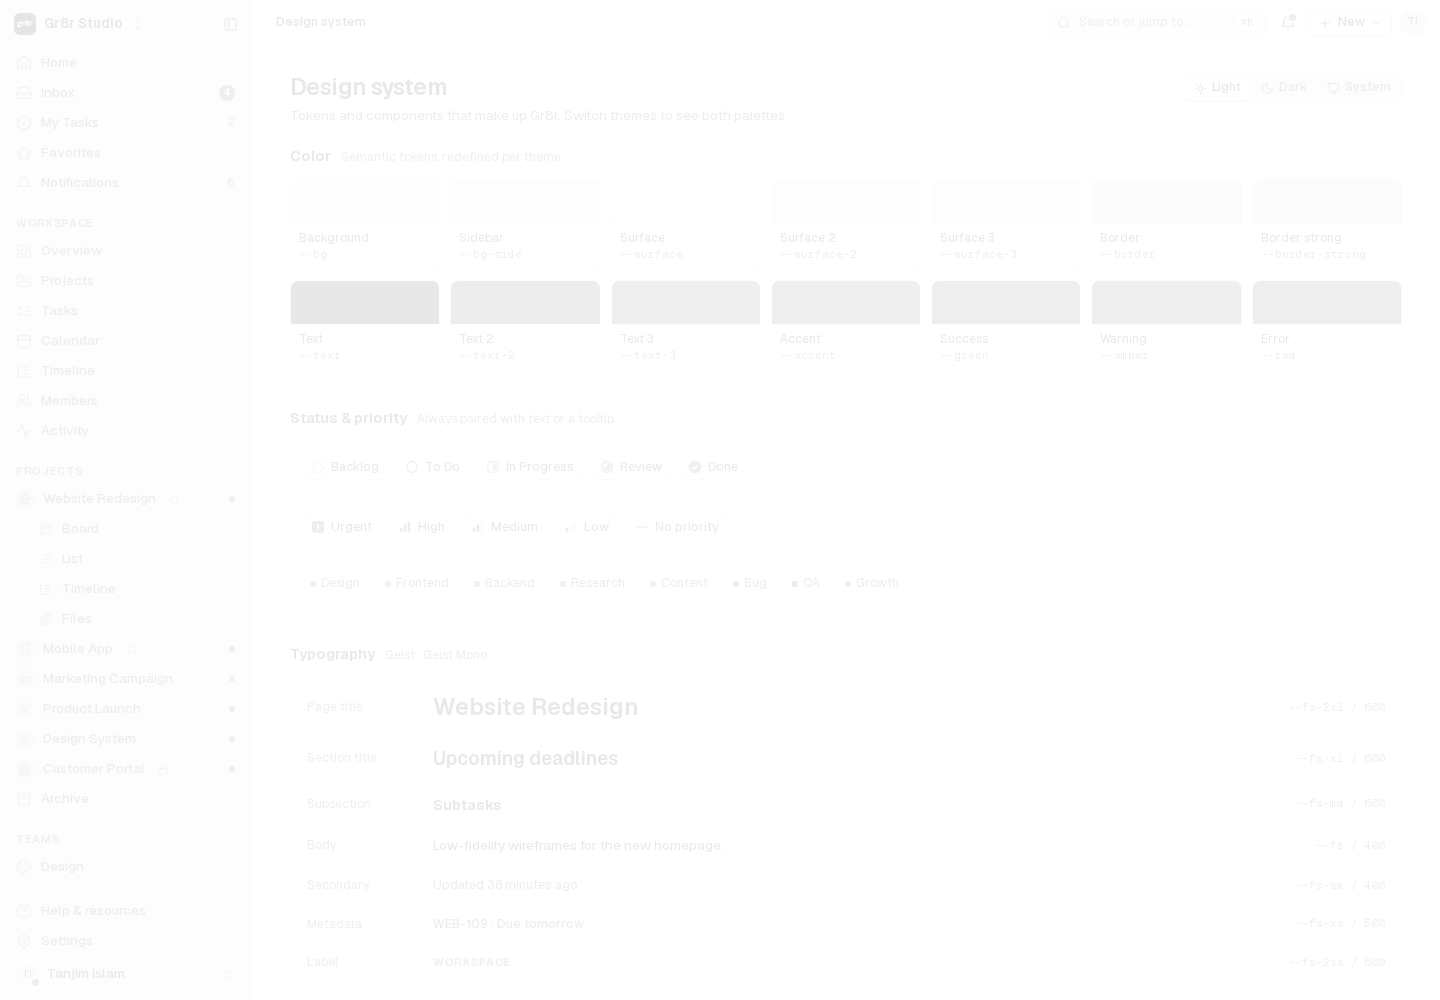 gr8r
Gr8r Studio
Home
Inbox 4
My Tasks 2
Favorites
Notifications 6
WORKSPACE
Overview
Projects
Tasks
Calendar
Timeline
Members
Activity
PROJECTS
Website Redesign
Board
List
Timeline
Files
Mobile App
Marketing Campaign
Product Launch
Design System
Customer Portal
Archive
TEAMS
Design
Help & resources
Settings
TI Tanjim Islam
Design system
Search or jump to... ⌘K
New
TI
Design system
Tokens and components that make up Gr8r. Switch themes to see both palettes.
Light Dark System
Color Semantic tokens, redefined per theme
Background Sidebar Surface Surface 2 Surface 3 Border Border strong
--bg --bg-side --surface --surface-2 --surface-3 --border --border-strong
Text Text 2 Text 3 Accent Success Warning Error
--text --text-2 --text-3 --accent --green --amber --red
Status & priority Always paired with text or a tooltip
Backlog To Do In Progress Review Done
Urgent High Medium Low No priority
Design Frontend Backend Research Content Bug QA Growth
Typography Geist · Geist Mono
Page title Website Redesign --fs-2xl / 600
Section title Upcoming deadlines --fs-xl / 600
Subsection Subtasks --fs-md / 600
Body Low-fidelity wireframes for the new homepage. --fs / 400
Secondary Updated 38 minutes ago --fs-sm / 400
Metadata WEB-109 · Due tomorrow --fs-xs / 500
Label WORKSPACE --fs-2xs / 600